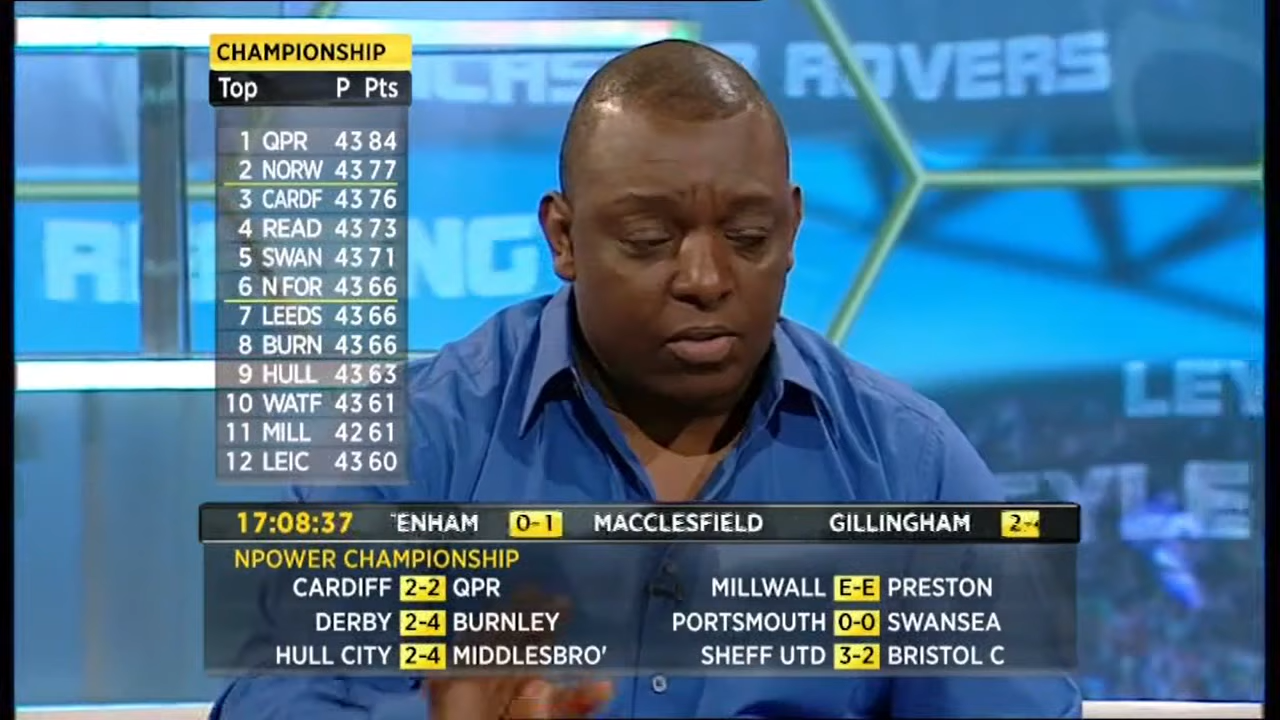 CHAMPIONSHIP
Top P Pts
1 QPR 43 84
2 NORW 43 77
3 CARDF 43 76
4 READ 43 73
5 SWAN 43 71
6 N FOR 43 66
7 LEEDS 43 66
8 BURN 43 66
9 HULL 43 63
10 WATF 43 61
11 MILL 42 61
12 LEIC 43 60
ROVERS
LEY
17:08:37 ENHAM 0-1 MACCLESFIELD GILLINGHAM 2-
NPOWER CHAMPIONSHIP
CARDIFF 2-2 QPR MILLWALL E-E PRESTON
DERBY 2-4 BURNLEY PORTSMOUTH 0-0 SWANSEA
HULL CITY 2-4 MIDDLESBRO' SHEFF UTD 3-2 BRISTOL C